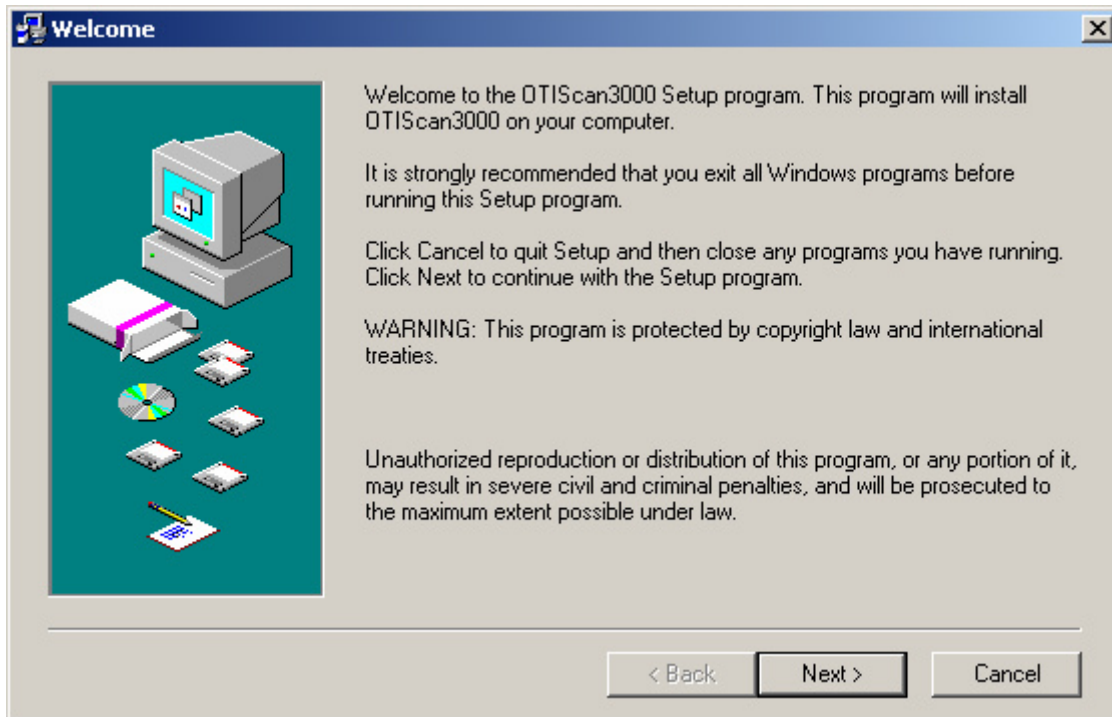 Welcome
Welcome to the OTIScan3000 Setup program. This program will install
OTIScan3000 on your computer.
It is strongly recommended that you exit all Windows programs before
running this Setup program.
Click Cancel to quit Setup and then close any programs you have running.
Click Next to continue with the Setup program.
WARNING: This program is protected by copyright law and international
treaties.
Unauthorized reproduction or distribution of this program, or any portion of it,
may result in severe civil and criminal penalties, and will be prosecuted to
the maximum extent possible under law.
< Back
Next >
Cancel